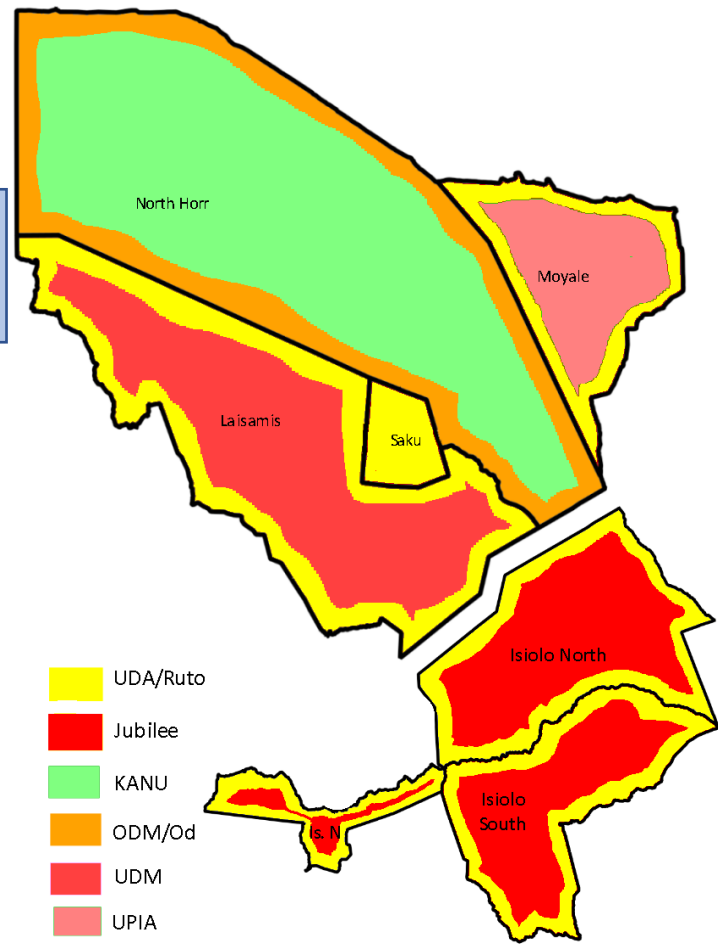 North Horr
Moyale
Laisamis
Saku
Isiolo North
Isiolo
South
Is. N
UDA/Ruto
Jubilee
KANU
ODM/Od
UDM
UPIA